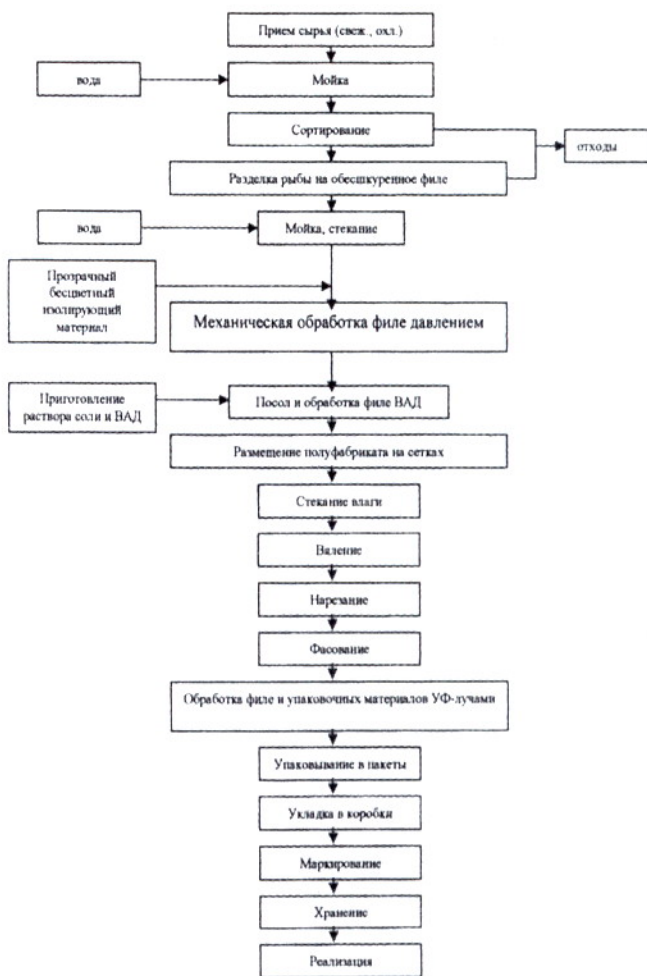 Прием сырья (свеж., охл.)
вода
Мойка
Сортирование
отходы
Разделка рыбы на обесшкуренное филе
вода
Мойка, стекание
Прозрачный
бесцветный
изолирующий
материал
Механическая обработка филе давлением
Приготовление
раствора соли и ВАД
Посол и обработка филе ВАД
Размещение полуфабриката на сетках
Стекание влаги
Вяление
Нарезание
Фасование
Обработка филе и упаковочных материалов УФ-лучами
Упаковывание в пакеты
Укладка в коробки
Маркирование
Хранение
Реализация